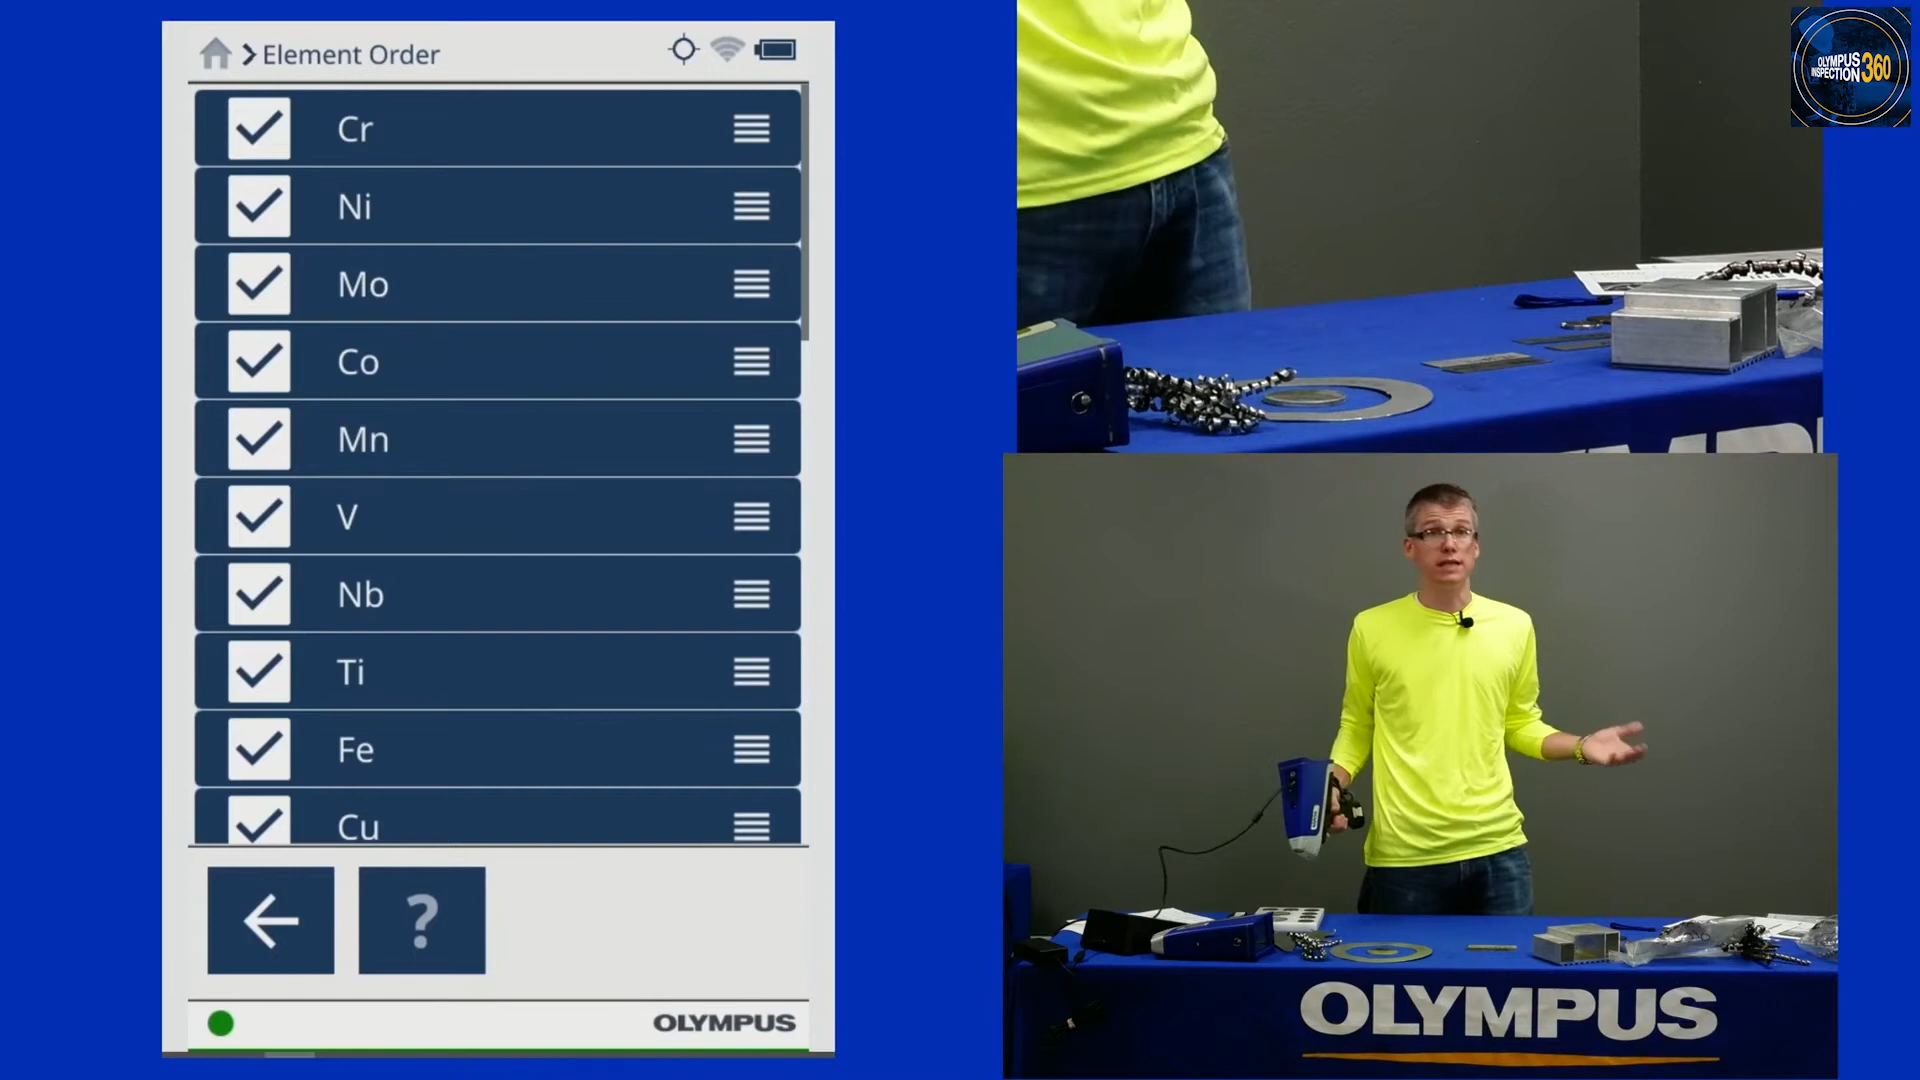 Element Order
Cr
Ni
Mo
Co
Mn
V
Nb
Ti
Fe
Cu
?
OLYMPUS
OLYMPUS
INSPECTION 360
OLYMPUS